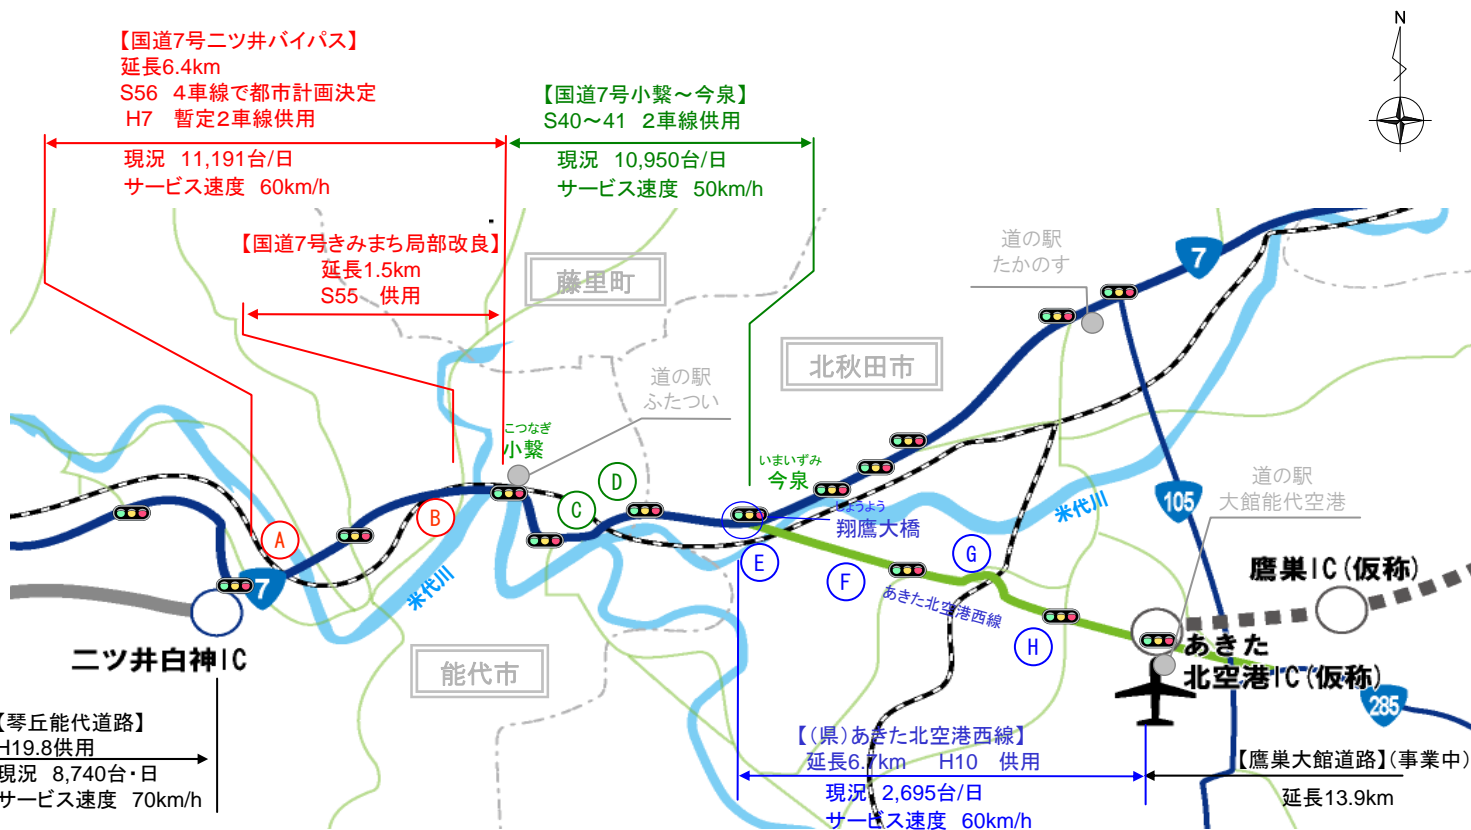 【国道7号二ツ井バイパス】
延長6.4km
S56 4車線で都市計画決定
H7 暫定2車線供用
現況 11,191台/日
サービス速度 60km/h
【国道7号小繋～今泉】
S40～41 2車線供用
現況 10,950台/日
サービス速度 50km/h
N
【国道7号きみまち局部改良】
延長1.5km
S55 供用
藤里町
道の駅
たかのす
7
北秋田市
道の駅
ふたつい
こつなぎ
小繋
いまいずみ
今泉
しょうよう
翔鷹大橋
米代川
105
道の駅
大館能代空港
A
B
C
D
E
F
G
H
7
米代川
あきた北空港西線
鷹巣IC(仮称)
二ツ井白神IC
能代市
あきた
北空港IC(仮称)
285
【琴丘能代道路】
H19.8供用
現況 8,740台・日
サービス速度 70km/h
【(県)あきた北空港西線】
延長6.7km H10 供用
現況 2,695台/日
サービス速度 60km/h
【鷹巣大館道路】(事業中)
延長13.9km